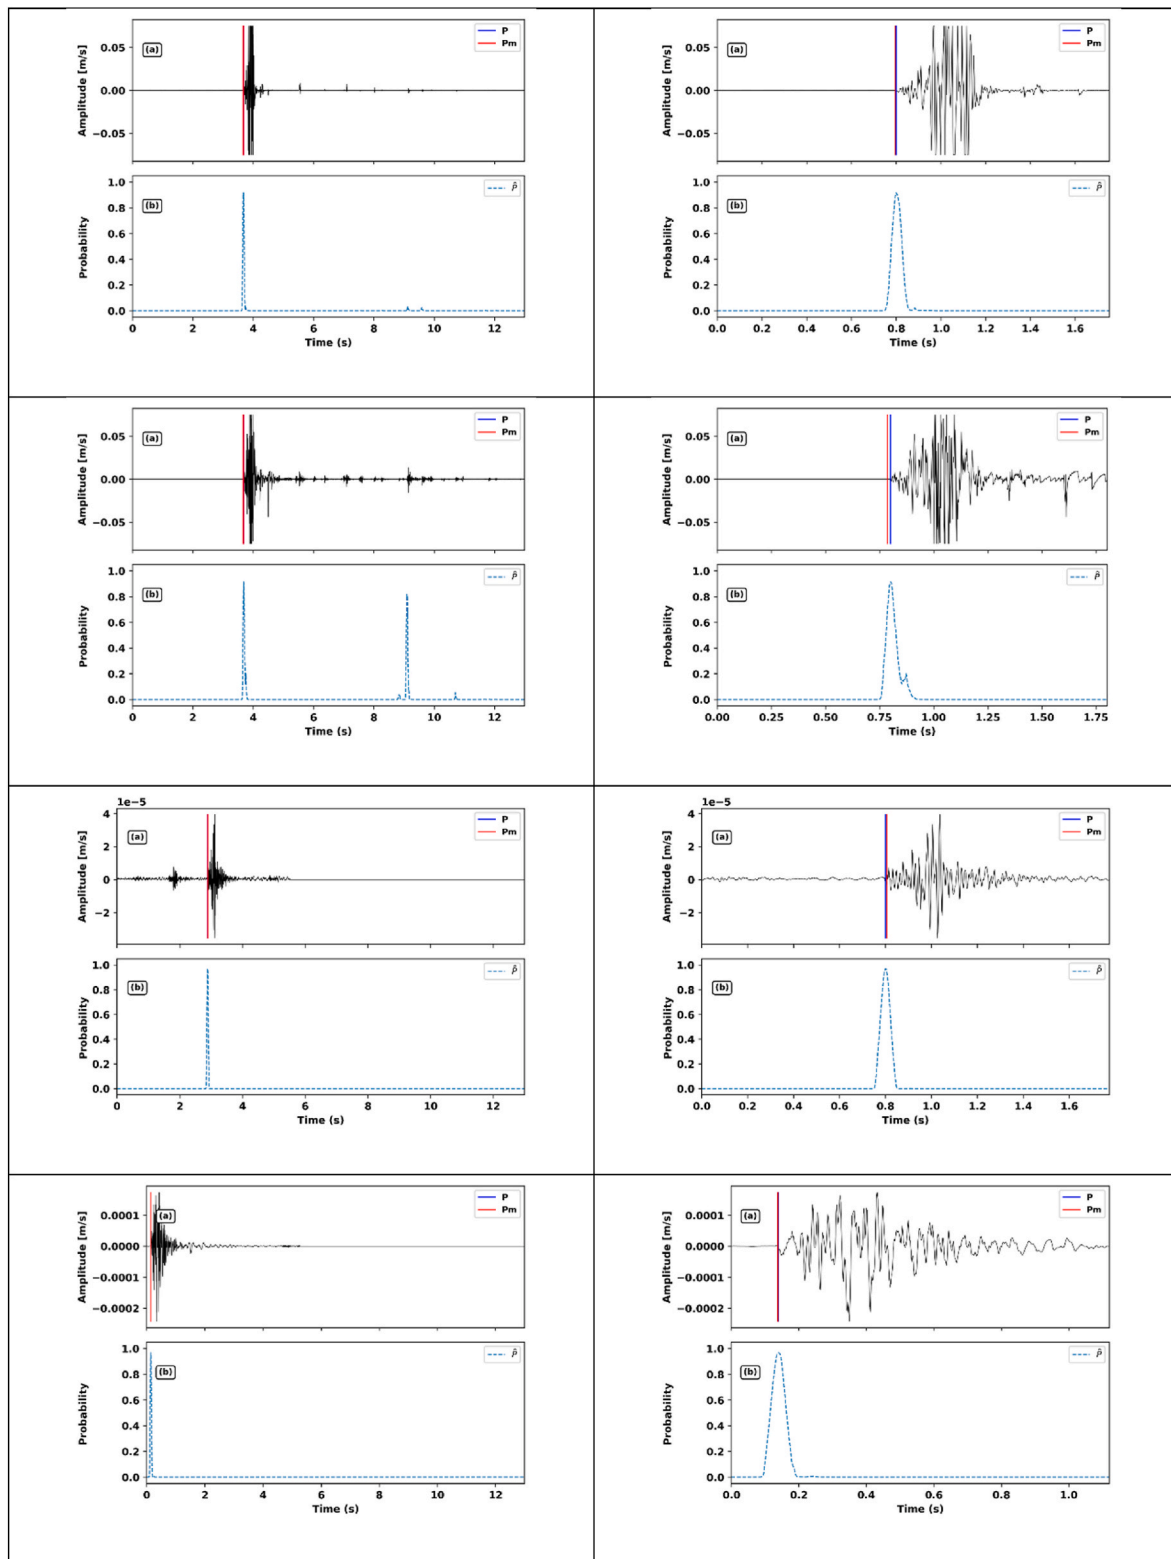 0.05
0.00
−0.05
Amplitude [m/s]
(a)
P
Pm
1.0
0.8
0.6
0.4
0.2
0.0
Probability
(b)
P̂
0 2 4 6 8 10 12
Time (s)
0.05
0.00
−0.05
Amplitude [m/s]
(a)
P
Pm
1.0
0.8
0.6
0.4
0.2
0.0
Probability
(b)
P̂
0.0 0.2 0.4 0.6 0.8 1.0 1.2 1.4 1.6
Time (s)
0.05
0.00
−0.05
Amplitude [m/s]
(a)
P
Pm
1.0
0.8
0.6
0.4
0.2
0.0
Probability
(b)
P̂
0 2 4 6 8 10 12
Time (s)
0.05
0.00
−0.05
Amplitude [m/s]
(a)
P
Pm
1.0
0.8
0.6
0.4
0.2
0.0
Probability
(b)
P̂
0.00 0.25 0.50 0.75 1.00 1.25 1.50 1.75
Time (s)
1e−5
4
2
0
−2
Amplitude [m/s]
(a)
P
Pm
1.0
0.8
0.6
0.4
0.2
0.0
Probability
(b)
P̂
0 2 4 6 8 10 12
Time (s)
1e−5
4
2
0
−2
Amplitude [m/s]
(a)
P
Pm
1.0
0.8
0.6
0.4
0.2
0.0
Probability
(b)
P̂
0.0 0.2 0.4 0.6 0.8 1.0 1.2 1.4 1.6
Time (s)
0.0001
0.0000
−0.0001
−0.0002
Amplitude [m/s]
(a)
P
Pm
1.0
0.8
0.6
0.4
0.2
0.0
Probability
(b)
P̂
0 2 4 6 8 10 12
Time (s)
0.0001
0.0000
−0.0001
−0.0002
Amplitude [m/s]
(a)
P
Pm
1.0
0.8
0.6
0.4
0.2
0.0
Probability
(b)
P̂
0.0 0.2 0.4 0.6 0.8 1.0
Time (s)